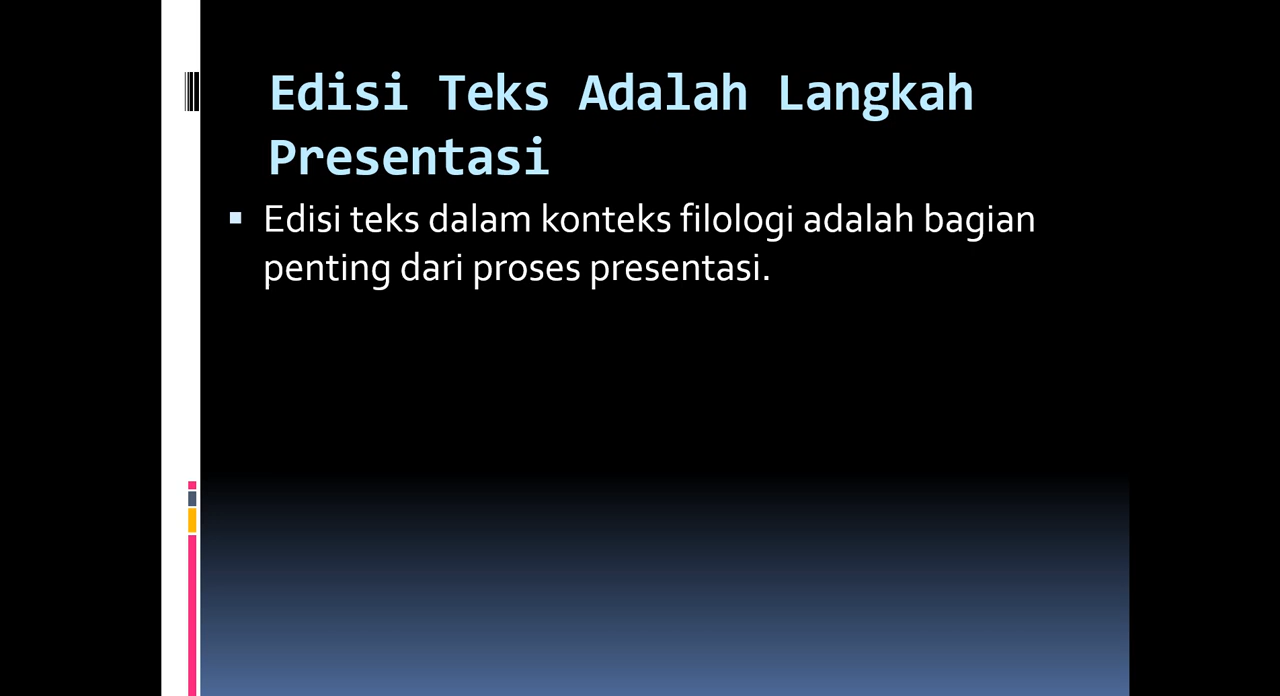 Edisi Teks Adalah Langkah
Presentasi
Edisi teks dalam konteks filologi adalah bagian
penting dari proses presentasi.